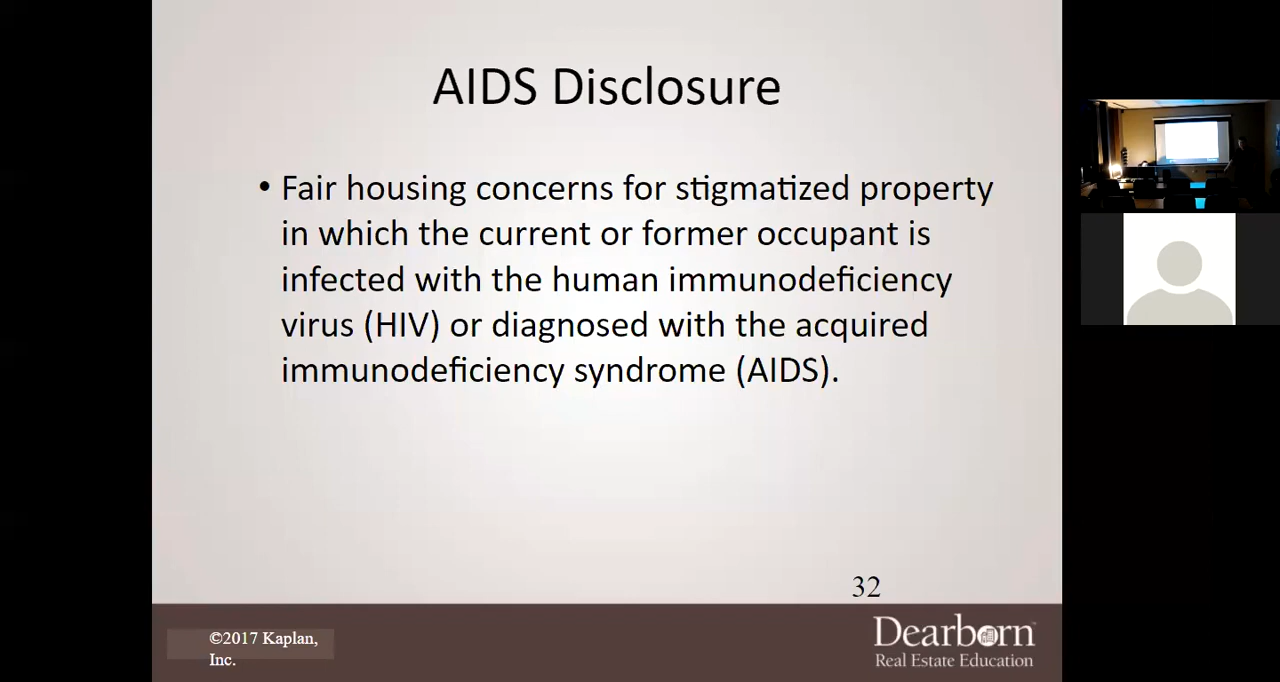 AIDS Disclosure
• Fair housing concerns for stigmatized property
in which the current or former occupant is
infected with the human immunodeficiency
virus (HIV) or diagnosed with the acquired
immunodeficiency syndrome (AIDS).
32
©2017 Kaplan,
Inc.
Dearborn™
Real Estate Education